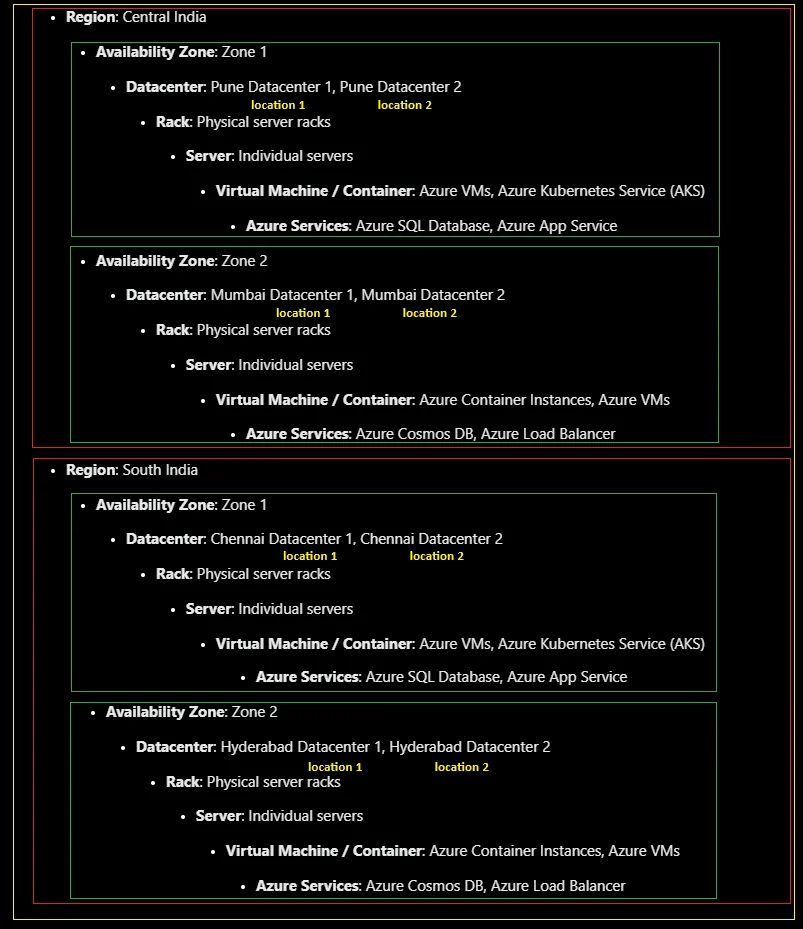 Region: Central India
Availability Zone: Zone 1
Datacenter: Pune Datacenter 1, Pune Datacenter 2
location 1 location 2
Rack: Physical server racks
Server: Individual servers
Virtual Machine / Container: Azure VMs, Azure Kubernetes Service (AKS)
Azure Services: Azure SQL Database, Azure App Service
Availability Zone: Zone 2
Datacenter: Mumbai Datacenter 1, Mumbai Datacenter 2
location 1 location 2
Rack: Physical server racks
Server: Individual servers
Virtual Machine / Container: Azure Container Instances, Azure VMs
Azure Services: Azure Cosmos DB, Azure Load Balancer
Region: South India
Availability Zone: Zone 1
Datacenter: Chennai Datacenter 1, Chennai Datacenter 2
location 1 location 2
Rack: Physical server racks
Server: Individual servers
Virtual Machine / Container: Azure VMs, Azure Kubernetes Service (AKS)
Azure Services: Azure SQL Database, Azure App Service
Availability Zone: Zone 2
Datacenter: Hyderabad Datacenter 1, Hyderabad Datacenter 2
location 1 location 2
Rack: Physical server racks
Server: Individual servers
Virtual Machine / Container: Azure Container Instances, Azure VMs
Azure Services: Azure Cosmos DB, Azure Load Balancer